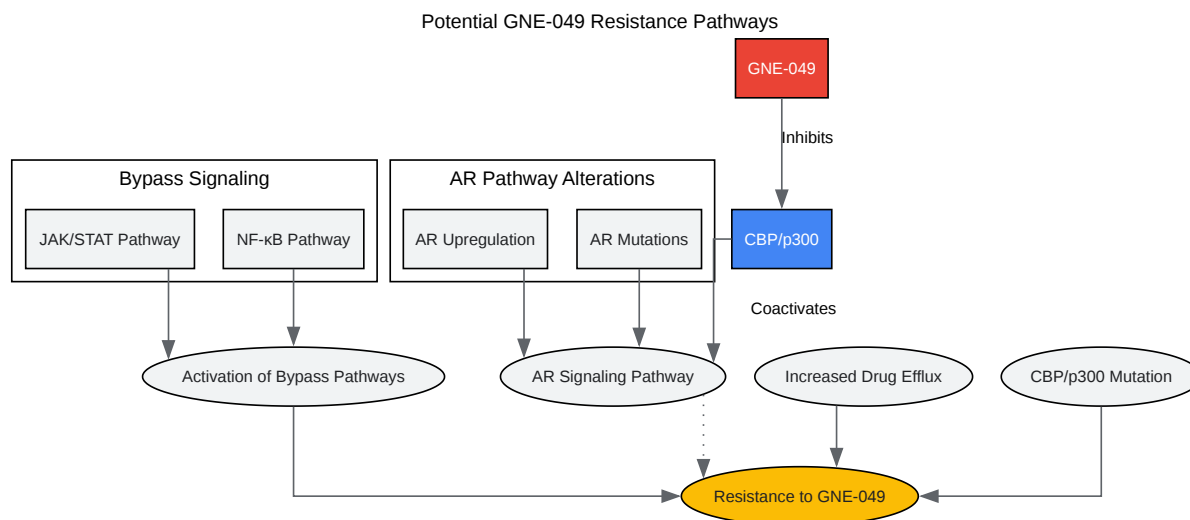 Potential GNE-049 Resistance Pathways
GNE-049
Inhibits
Bypass Signaling
AR Pathway Alterations
JAK/STAT Pathway
NF-κB Pathway
AR Upregulation
AR Mutations
CBP/p300
Coactivates
Activation of Bypass Pathways
AR Signaling Pathway
Increased Drug Efflux
CBP/p300 Mutation
Resistance to GNE-049